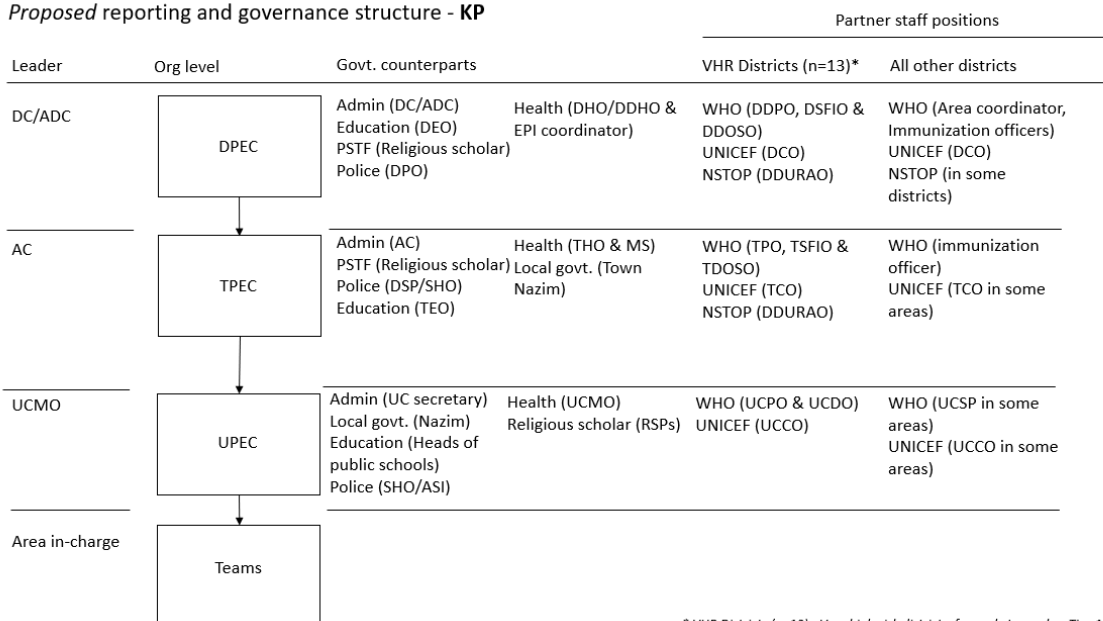 Proposed reporting and governance structure - KP
Partner staff positions
Leader
Org level
Govt. counterparts
VHR Districts (n=13)*
All other districts
DC/ADC
DPEC
Admin (DC/ADC)
Education (DEO)
PSTF (Religious scholar)
Police (DPO)
Health (DHO/DDHO &
EPI coordinator)
WHO (DDPO, DSFIO &
DDOSO)
UNICEF (DCO)
NSTOP (DDURAO)
WHO (Area coordinator,
Immunization officers)
UNICEF (DCO)
NSTOP (in some
districts)
AC
TPEC
Admin (AC)
PSTF (Religious scholar)
Police (DSP/SHO)
Education (TEO)
Health (THO & MS)
Local govt. (Town
Nazim)
WHO (TPO, TSFIO &
TDOSO)
UNICEF (TCO)
NSTOP (DDURAO)
WHO (immunization
officer)
UNICEF (TCO in some
areas)
UCMO
UPEC
Admin (UC secretary)
Local govt. (Nazim)
Education (Heads of
public schools)
Police (SHO/ASI)
Health (UCMO)
Religious scholar (RSPs)
WHO (UCPO & UCDO)
UNICEF (UCCO)
WHO (UCSP in some
areas)
UNICEF (UCCO in some
areas)
Area in-charge
Teams